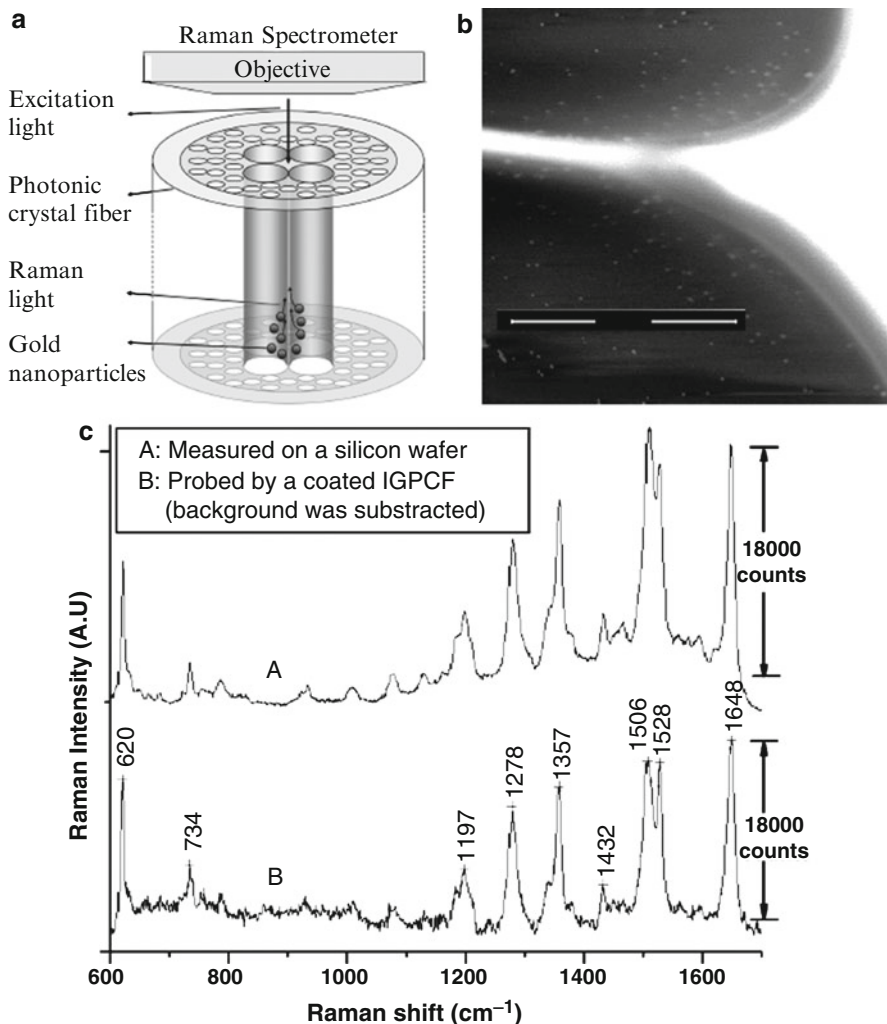 a
Raman Spectrometer
Objective
Excitation
light
Photonic
crystal fiber
Raman
light
Gold
nanoparticles
b
c
A: Measured on a silicon wafer
B: Probed by a coated IGPCF
(background was substracted)
18000
counts
A
620
734
1197
1278
1357
1432
1506
1528
1648
18000
counts
B
Raman Intensity (A.U)
600
800
1000
1200
1400
1600
Raman shift (cm⁻¹)